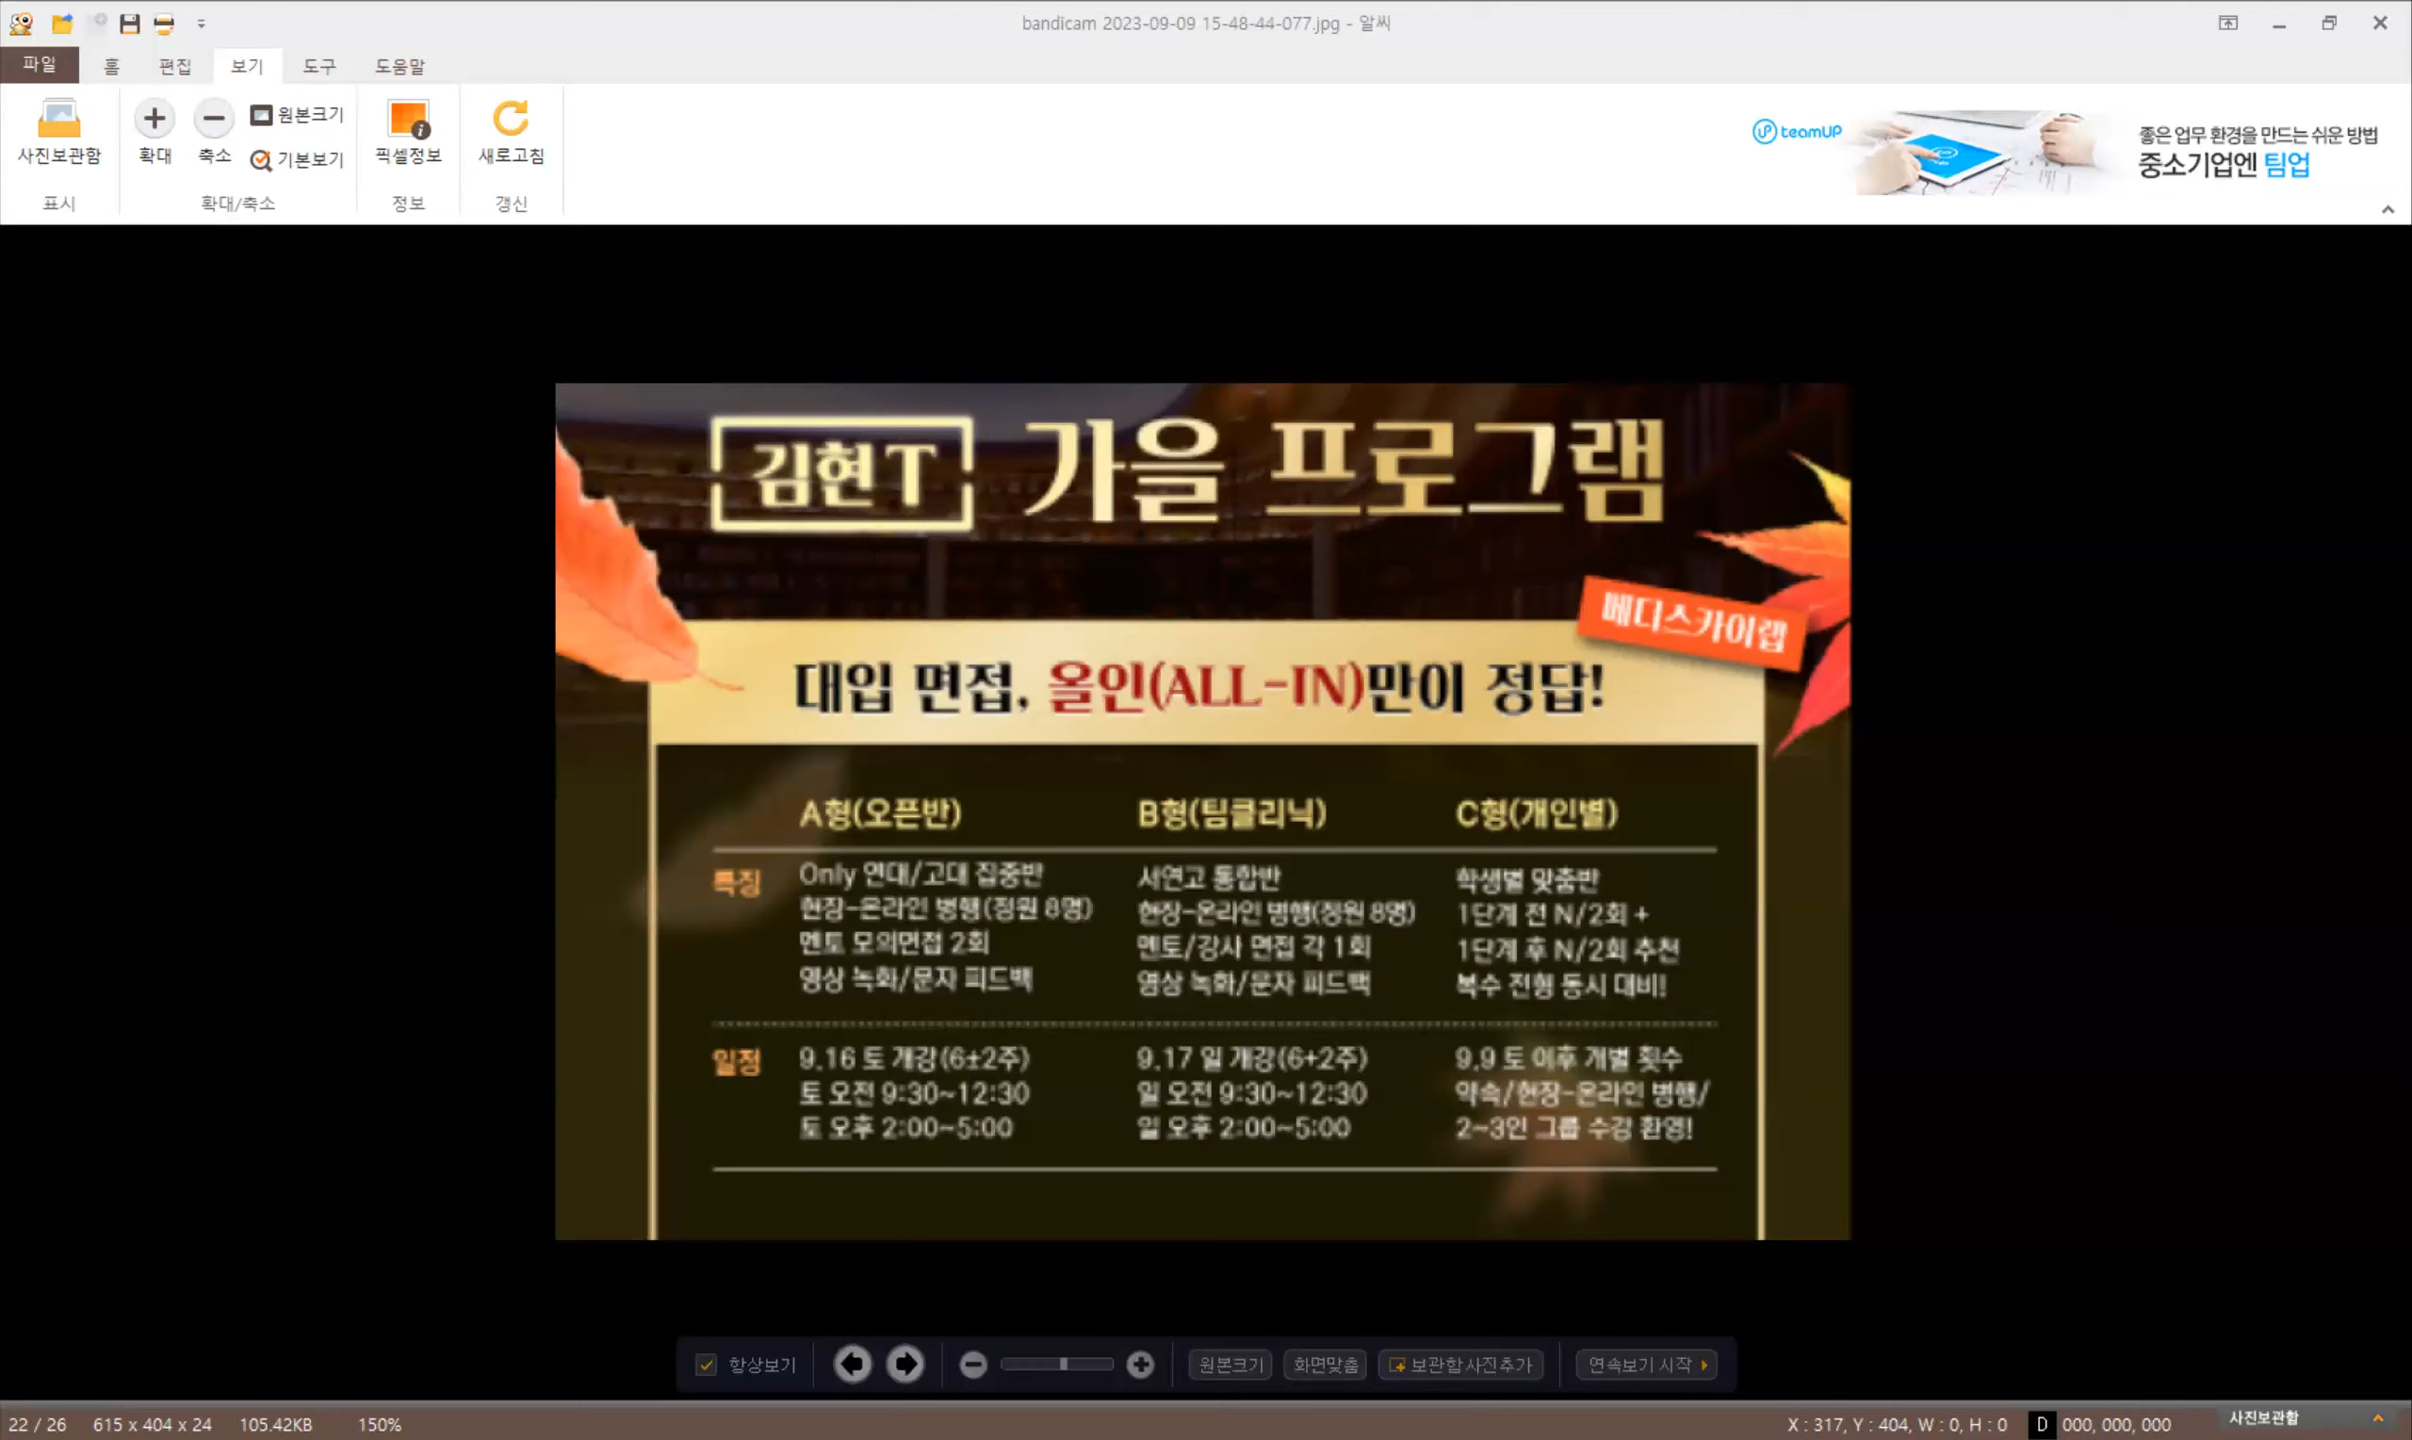 bandicam 2023-09-09 15-48-44-077.jpg - 알씨
파일 홈 편집 보기 도구 도움말
사진보관함 확대 축소 원본크기 픽셀정보 새로고침
기본보기
표시 확대/축소 정보 갱신
teamUP
좋은 업무 환경을 만드는 쉬운 방법
중소기업엔 팀업
김현T 가을 프로그램
메디스카이랩
대입 면접, 올인(ALL-IN)만이 정답!
A형(오픈반) B형(팀클리닉) C형(개인별)
특징 Only 연대/고대 집중반 서연고 통합반 학생별 맞춤반
현장-온라인 병행(정원 8명) 현장-온라인 병행(정원 8명) 1단계 전 N/2회 +
멘토 모의면접 2회 멘토/강사 면접 각 1회 1단계 후 N/2회 추천
영상 녹화/문자 피드백 영상 녹화/문자 피드백 복수 전형 동시 대비!
일정 9.16 토 개강(6±2주) 9.17 일 개강(6+2주) 9.9 토 이후 개별 횟수
토 오전 9:30~12:30 일 오전 9:30~12:30 약속/현장-온라인 병행/
토 오후 2:00~5:00 일 오후 2:00~5:00 2~3인 그룹 수강 환영!
항상보기 원본크기 화면맞춤 보관함 사진추가 연속보기 시작
22 / 26 615 x 404 x 24 105.42KB 150% X : 317, Y : 404, W : 0, H : 0 D 000, 000, 000 사진보관함